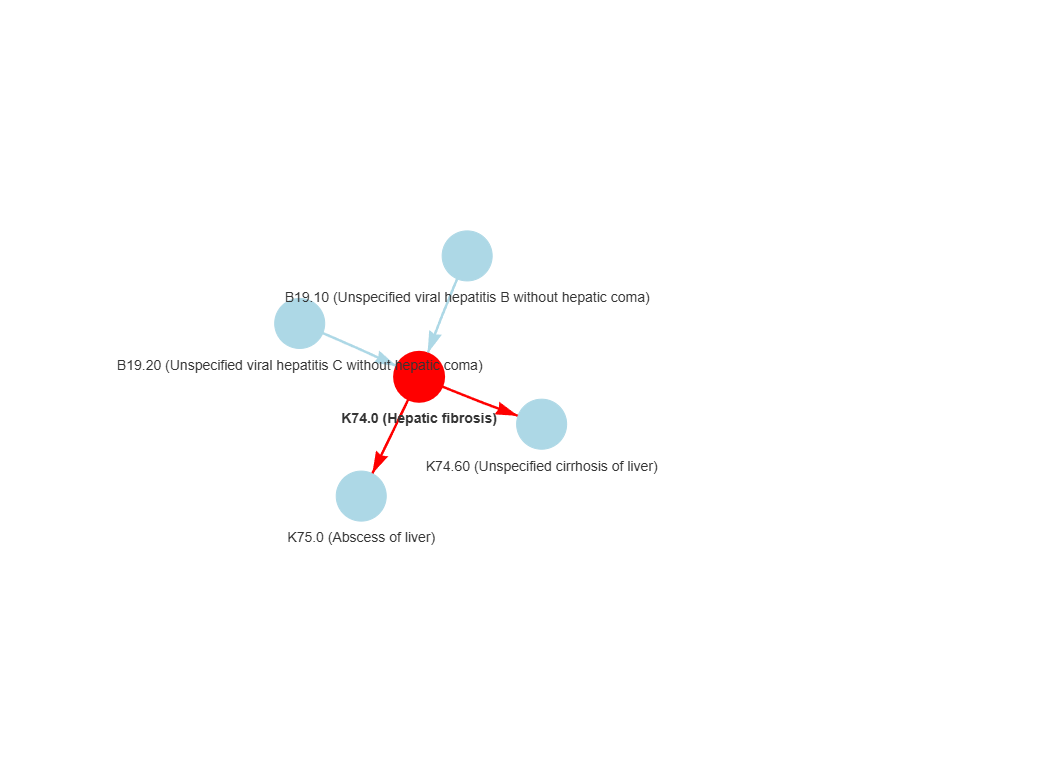 B19.10 (Unspecified viral hepatitis B without hepatic coma)
B19.20 (Unspecified viral hepatitis C without hepatic coma)
K74.0 (Hepatic fibrosis)
K74.60 (Unspecified cirrhosis of liver)
K75.0 (Abscess of liver)